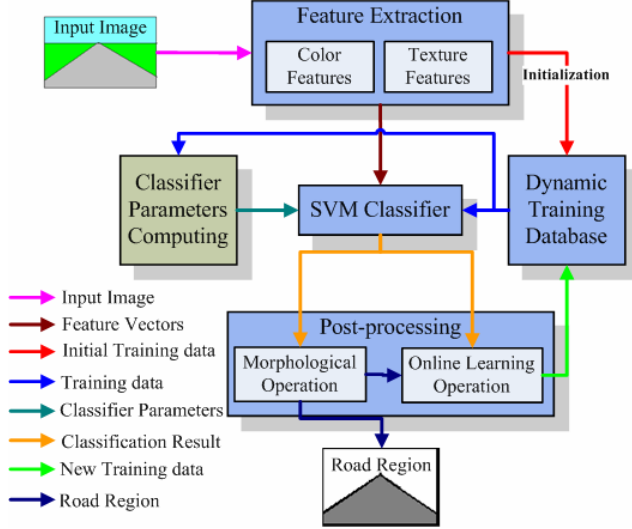 Input Image
Feature Extraction
Color
Features
Texture
Features
Initialization
Classifier
Parameters
Computing
SVM Classifier
Dynamic
Training
Database
Input Image
Feature Vectors
Initial Training data
Training data
Classifier Parameters
Classification Result
New Training data
Road Region
Post-processing
Morphological
Operation
Online Learning
Operation
Road Region